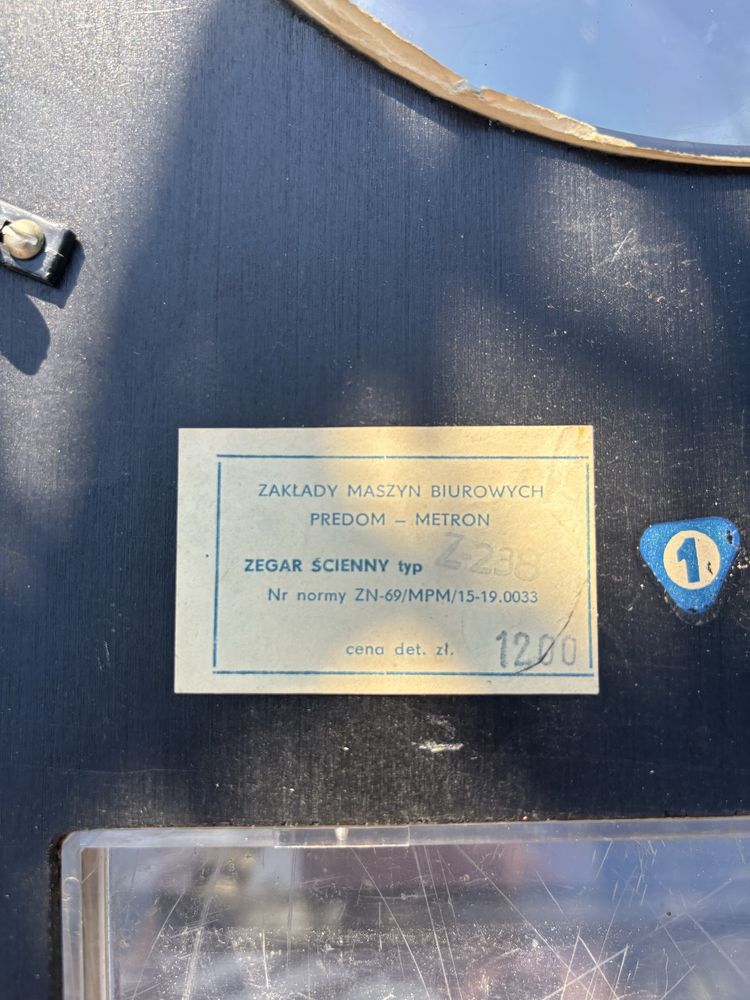 ZAKŁADY MASZYN BIUROWYCH
PREDOM – METRON
ZEGAR ŚCIENNY typ Z-238
Nr normy ZN-69/MPM/15-19.0033
cena det. zł. 1200
1